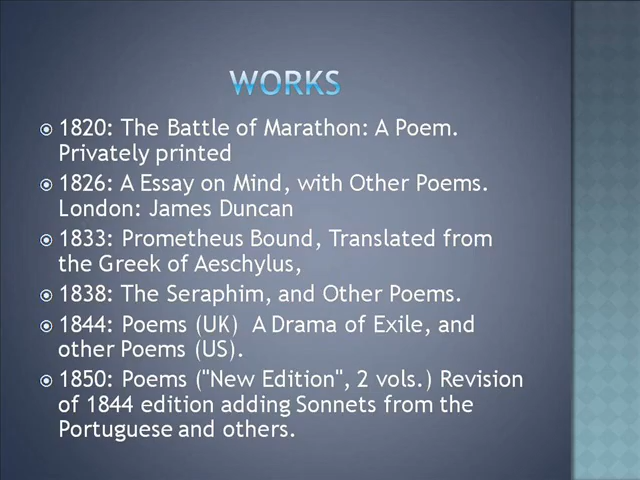 WORKS
1820: The Battle of Marathon: A Poem.
Privately printed
1826: A Essay on Mind, with Other Poems.
London: James Duncan
1833: Prometheus Bound, Translated from
the Greek of Aeschylus,
1838: The Seraphim, and Other Poems.
1844: Poems (UK)  A Drama of Exile, and
other Poems (US).
1850: Poems ("New Edition", 2 vols.) Revision
of 1844 edition adding Sonnets from the
Portuguese and others.